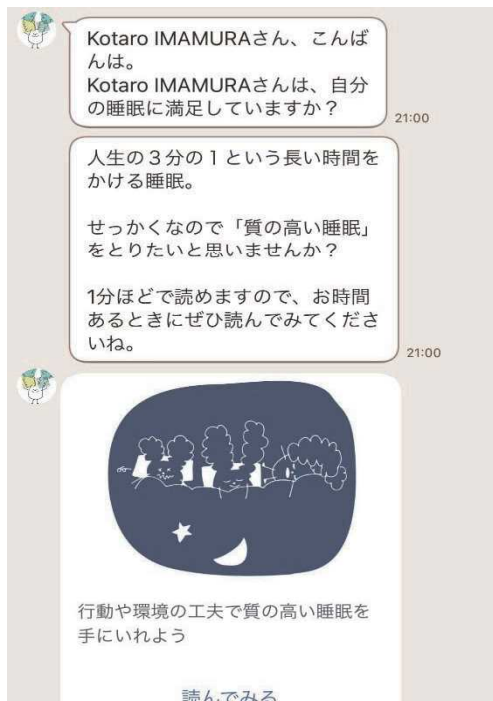 Kotaro IMAMURAさん、こんば
んは。
Kotaro IMAMURAさんは、自分
の睡眠に満足していますか？
21:00
人生の３分の１という長い時間を
かける睡眠。
せっかくなので「質の高い睡眠」
をとりたいと思いませんか？
1分ほどで読めますので、お時間
あるときにぜひ読んでみてくださ
いね。
21:00
行動や環境の工夫で質の高い睡眠を
手にいれよう
読んでみる